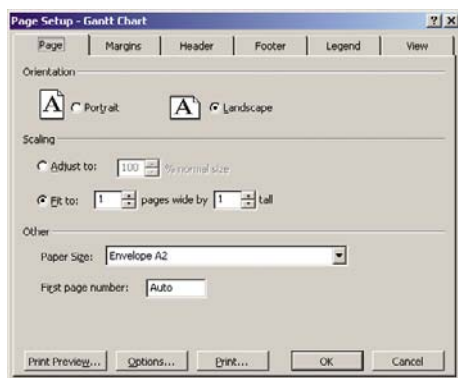 Page Setup - Gantt Chart
Page Margins Header Footer Legend View
Orientation
A Portrait A Landscape
Scaling
Adjust to: 100 % normal size
Fit to: 1 pages wide by 1 tall
Other
Paper Size: Envelope A2
First page number: Auto
Print Preview... Options... Print... OK Cancel